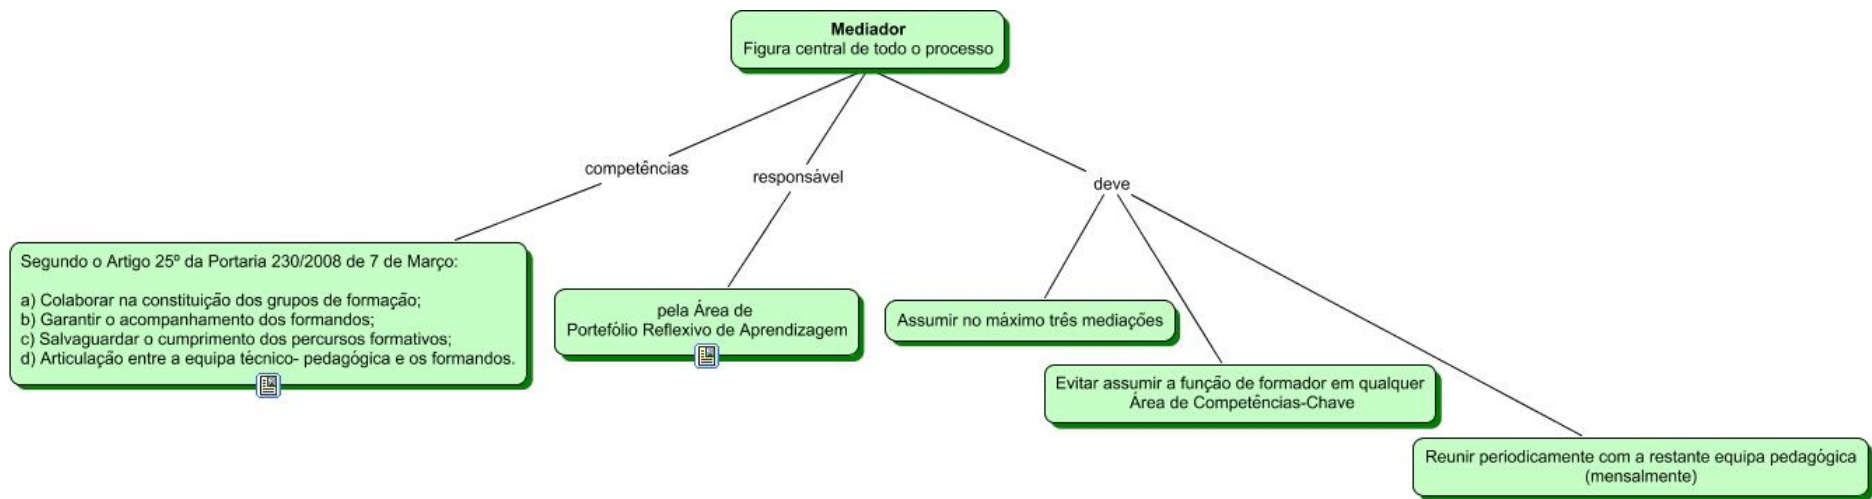 Mediador
Figura central de todo o processo
competências
responsável
deve
Segundo o Artigo 25º da Portaria 230/2008 de 7 de Março:
a) Colaborar na constituição dos grupos de formação;
b) Garantir o acompanhamento dos formandos;
c) Salvaguardar o cumprimento dos percursos formativos;
d) Articulação entre a equipa técnico- pedagógica e os formandos.
pela Área de
Portefólio Reflexivo de Aprendizagem
Assumir no máximo três mediações
Evitar assumir a função de formador em qualquer
Área de Competências-Chave
Reunir periodicamente com a restante equipa pedagógica
(mensalmente)